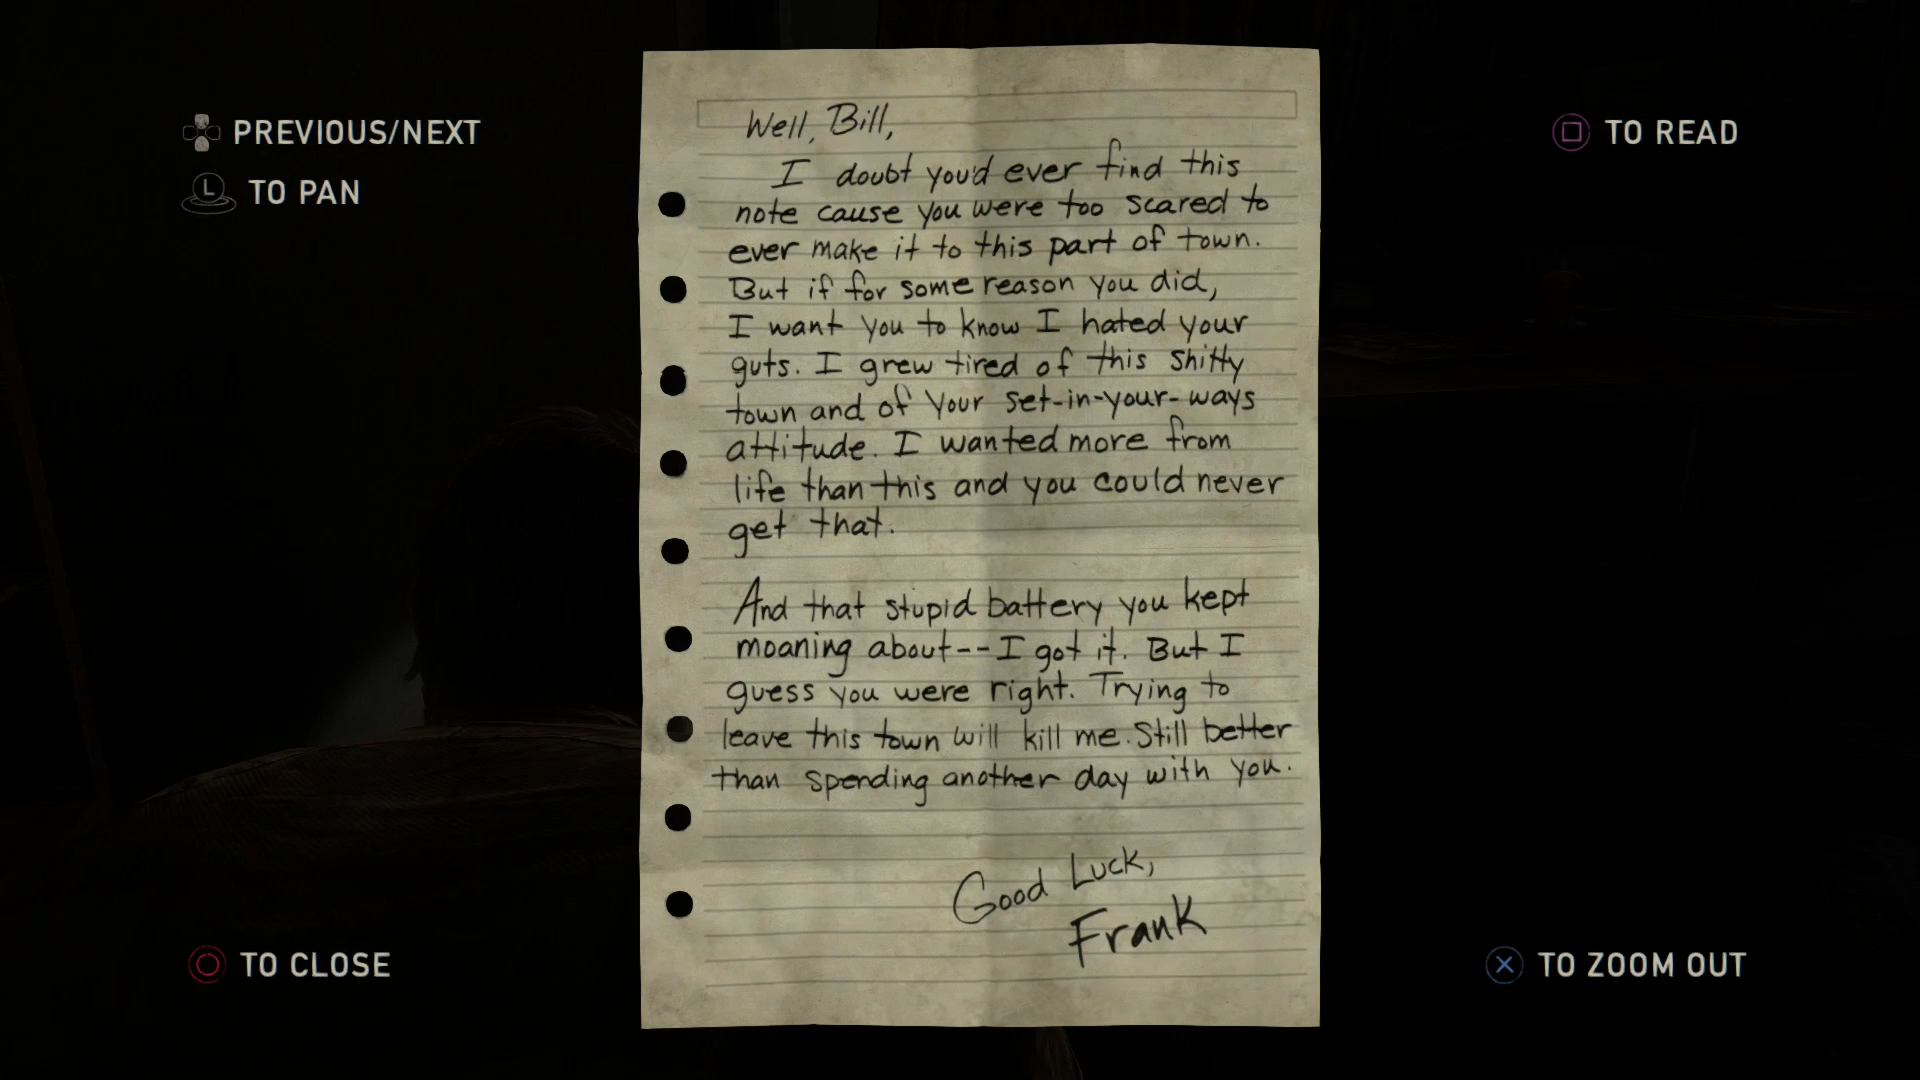 PREVIOUS/NEXT
L TO PAN
TO READ
Well, Bill,
I doubt you'd ever find this
note cause you were too scared to
ever make it to this part of town.
But if for some reason you did,
I want you to know I hated your
guts. I grew tired of this shitty
town and of your set-in-your-ways
attitude. I wanted more from
life than this and you could never
get that.
And that stupid battery you kept
moaning about--I got it. But I
guess you were right. Trying to
leave this town will kill me. Still better
than spending another day with you.
Good Luck,
Frank
TO CLOSE
TO ZOOM OUT